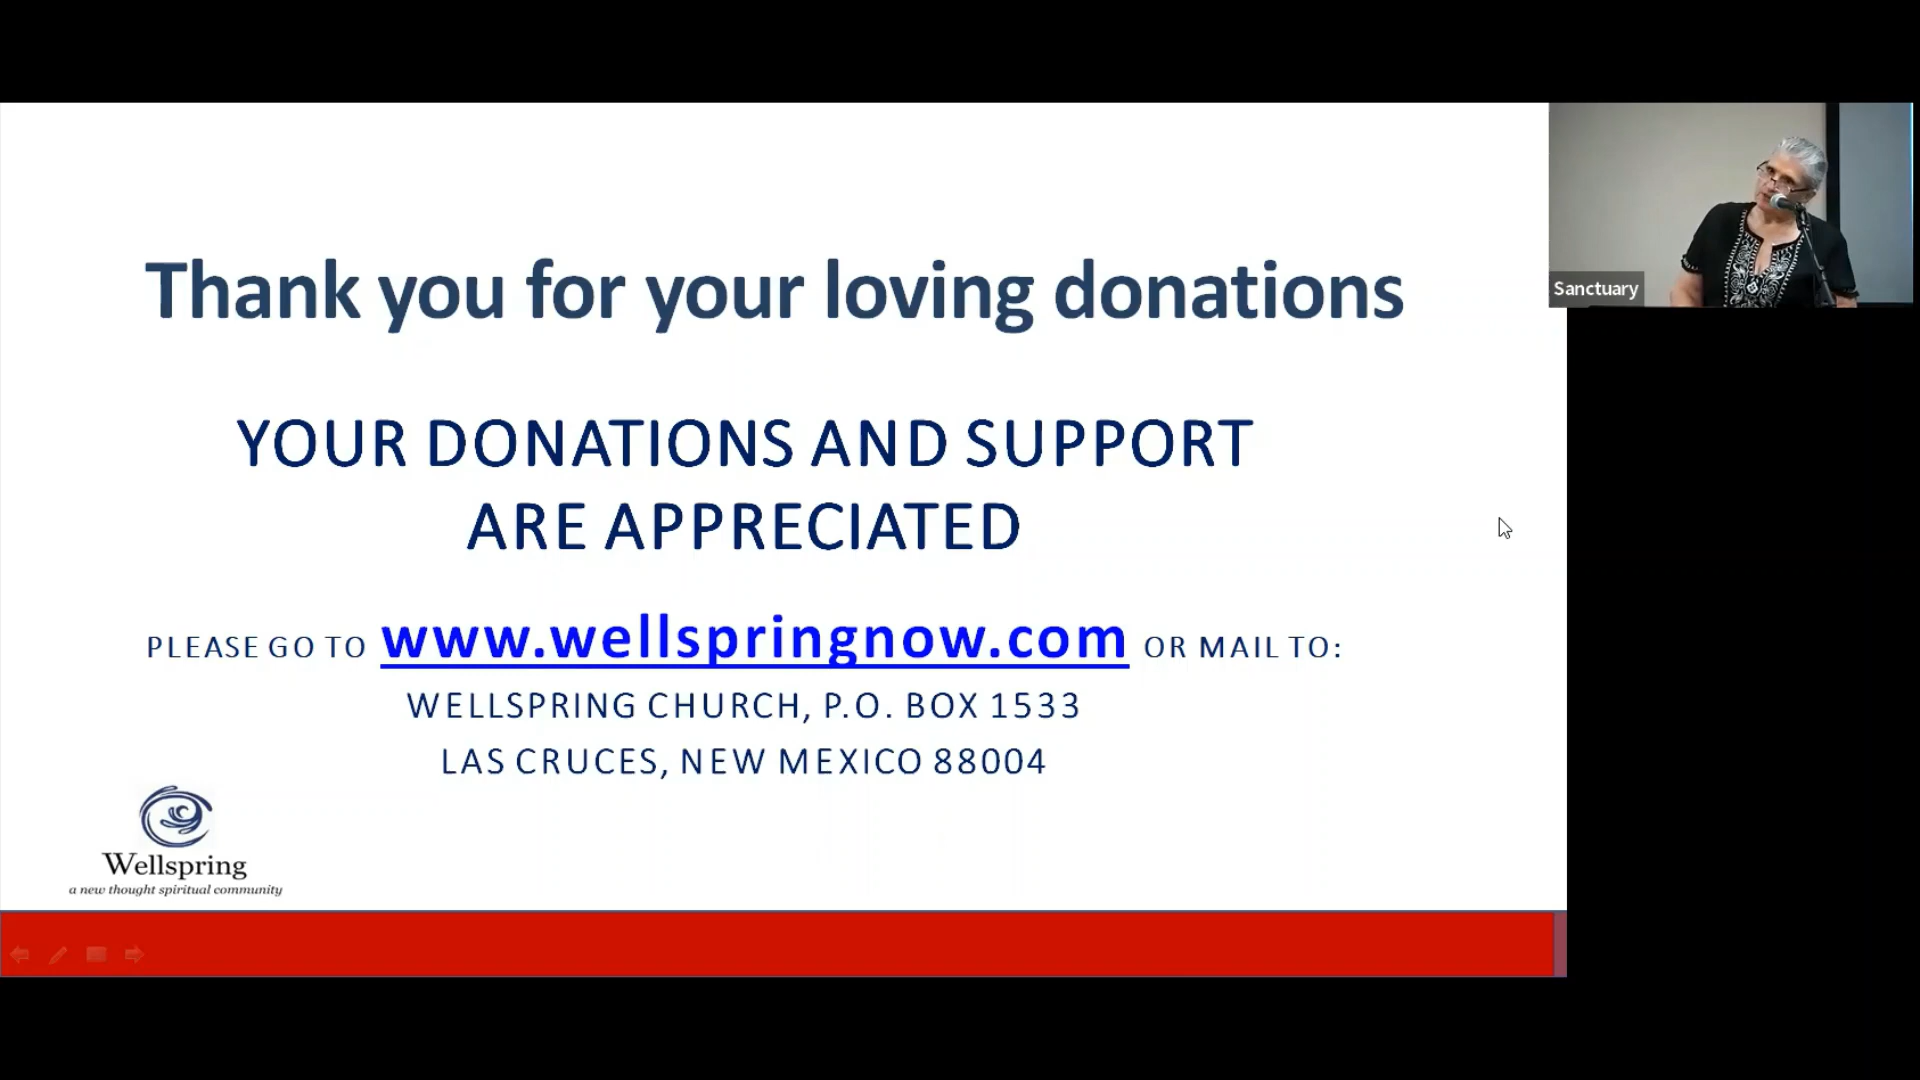 Thank you for your loving donations
YOUR DONATIONS AND SUPPORT
ARE APPRECIATED
PLEASE GO TO www.wellspringnow.com OR MAIL TO:
WELLSPRING CHURCH, P.O. BOX 1533
LAS CRUCES, NEW MEXICO 88004
Wellspring
a new thought spiritual community
Sanctuary